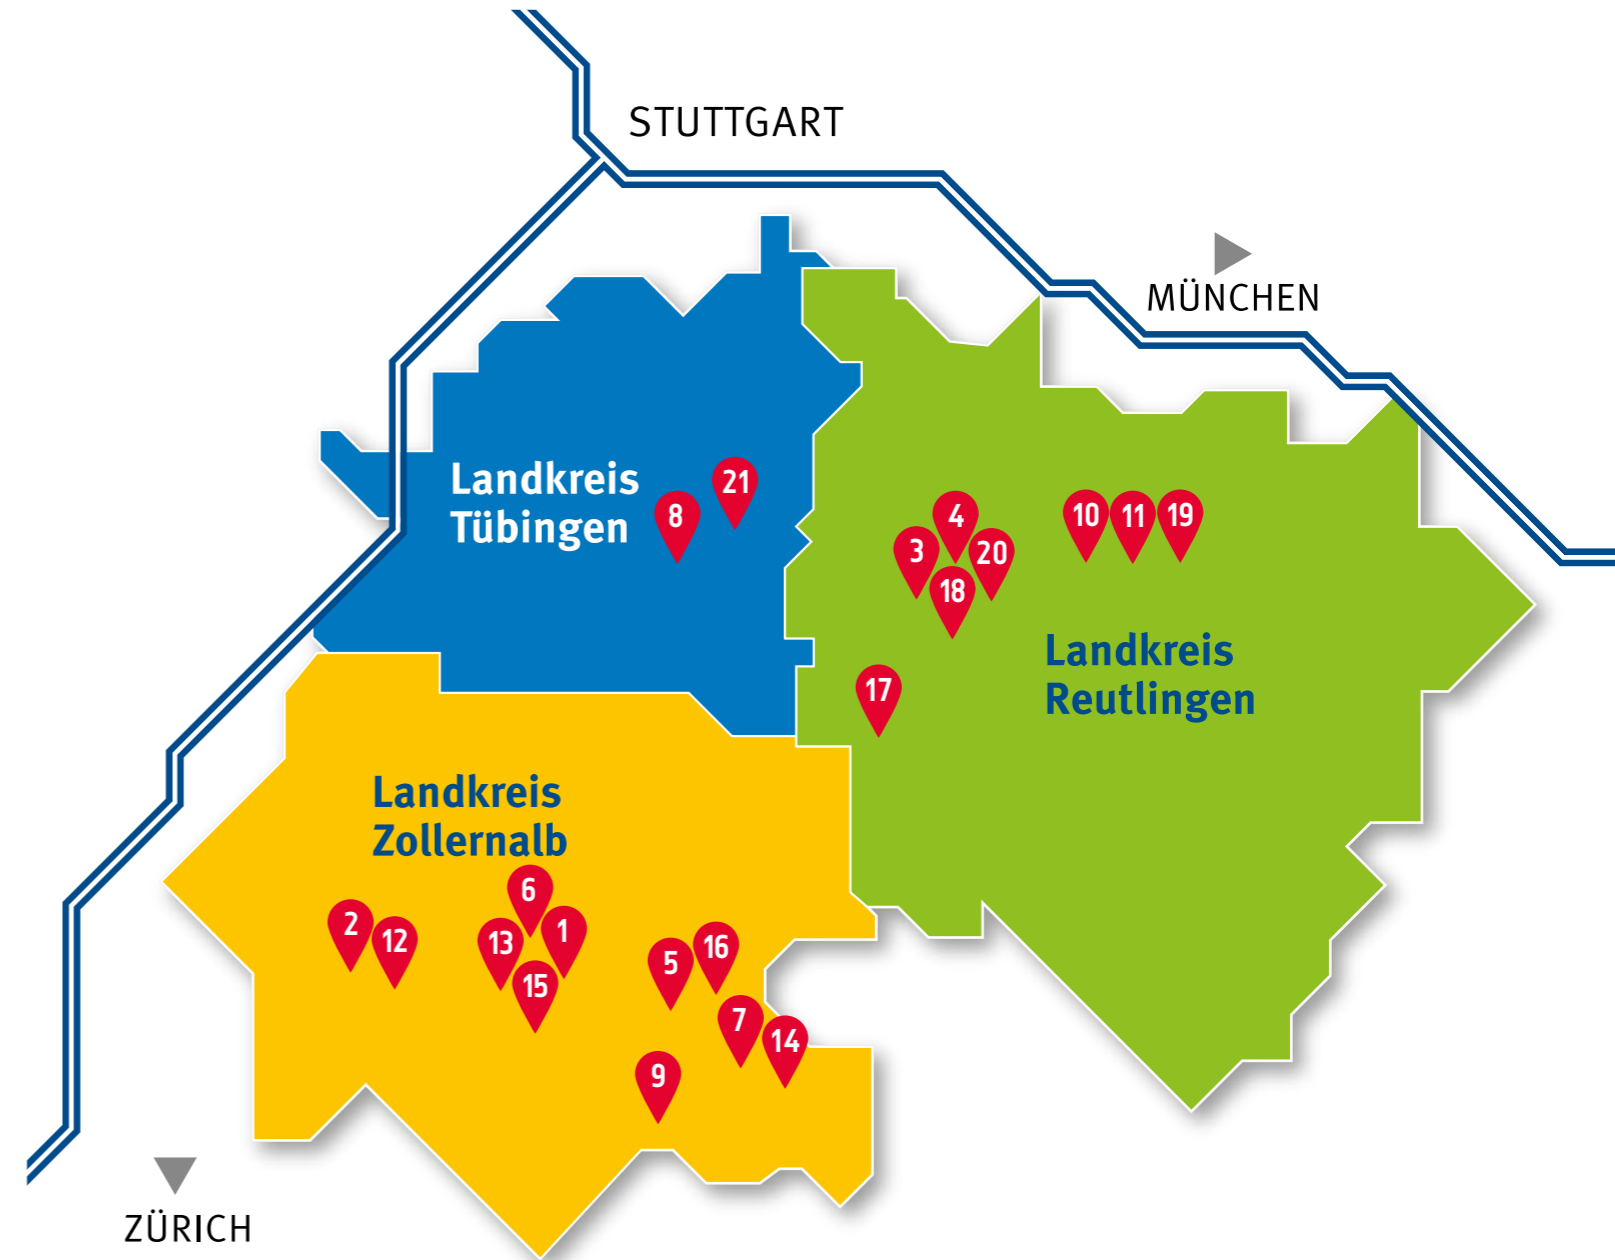 STUTTGART
MÜNCHEN
Landkreis
Tübingen
8
21
4
3
20
18
10
11
19
17
Landkreis
Reutlingen
Landkreis
Zollernalb
6
2
12
13
1
15
5
16
7
14
9
ZÜRICH